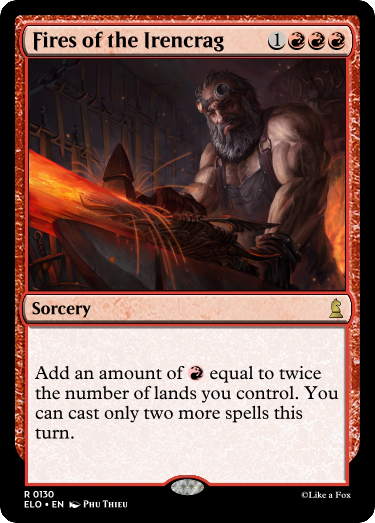 Fires of the Irencrag 1
Sorcery
Add an amount of equal to twice
the number of lands you control. You
can cast only two more spells this
turn.
R 0130
ELO • EN Phu Thieu
©Like a Fox